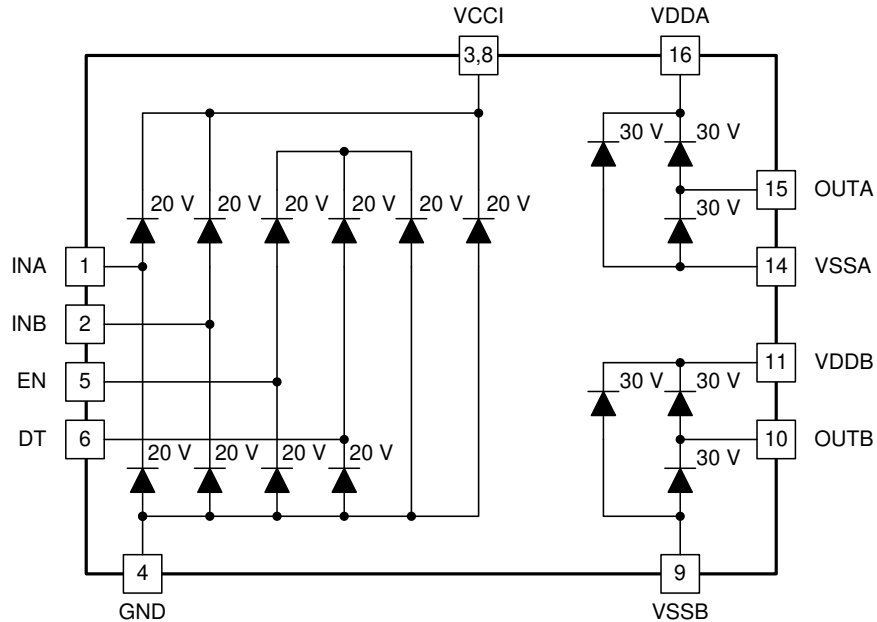 VCCI VDDA
3,8 16
30 V 30 V
15 OUTA
20 V 20 V 20 V 20 V 20 V 20 V
30 V
INA 1
14 VSSA
INB 2
11 VDDB
EN 5
30 V 30 V
DT 6
10 OUTB
20 V 20 V 20 V 20 V
30 V
4 9
GND VSSB